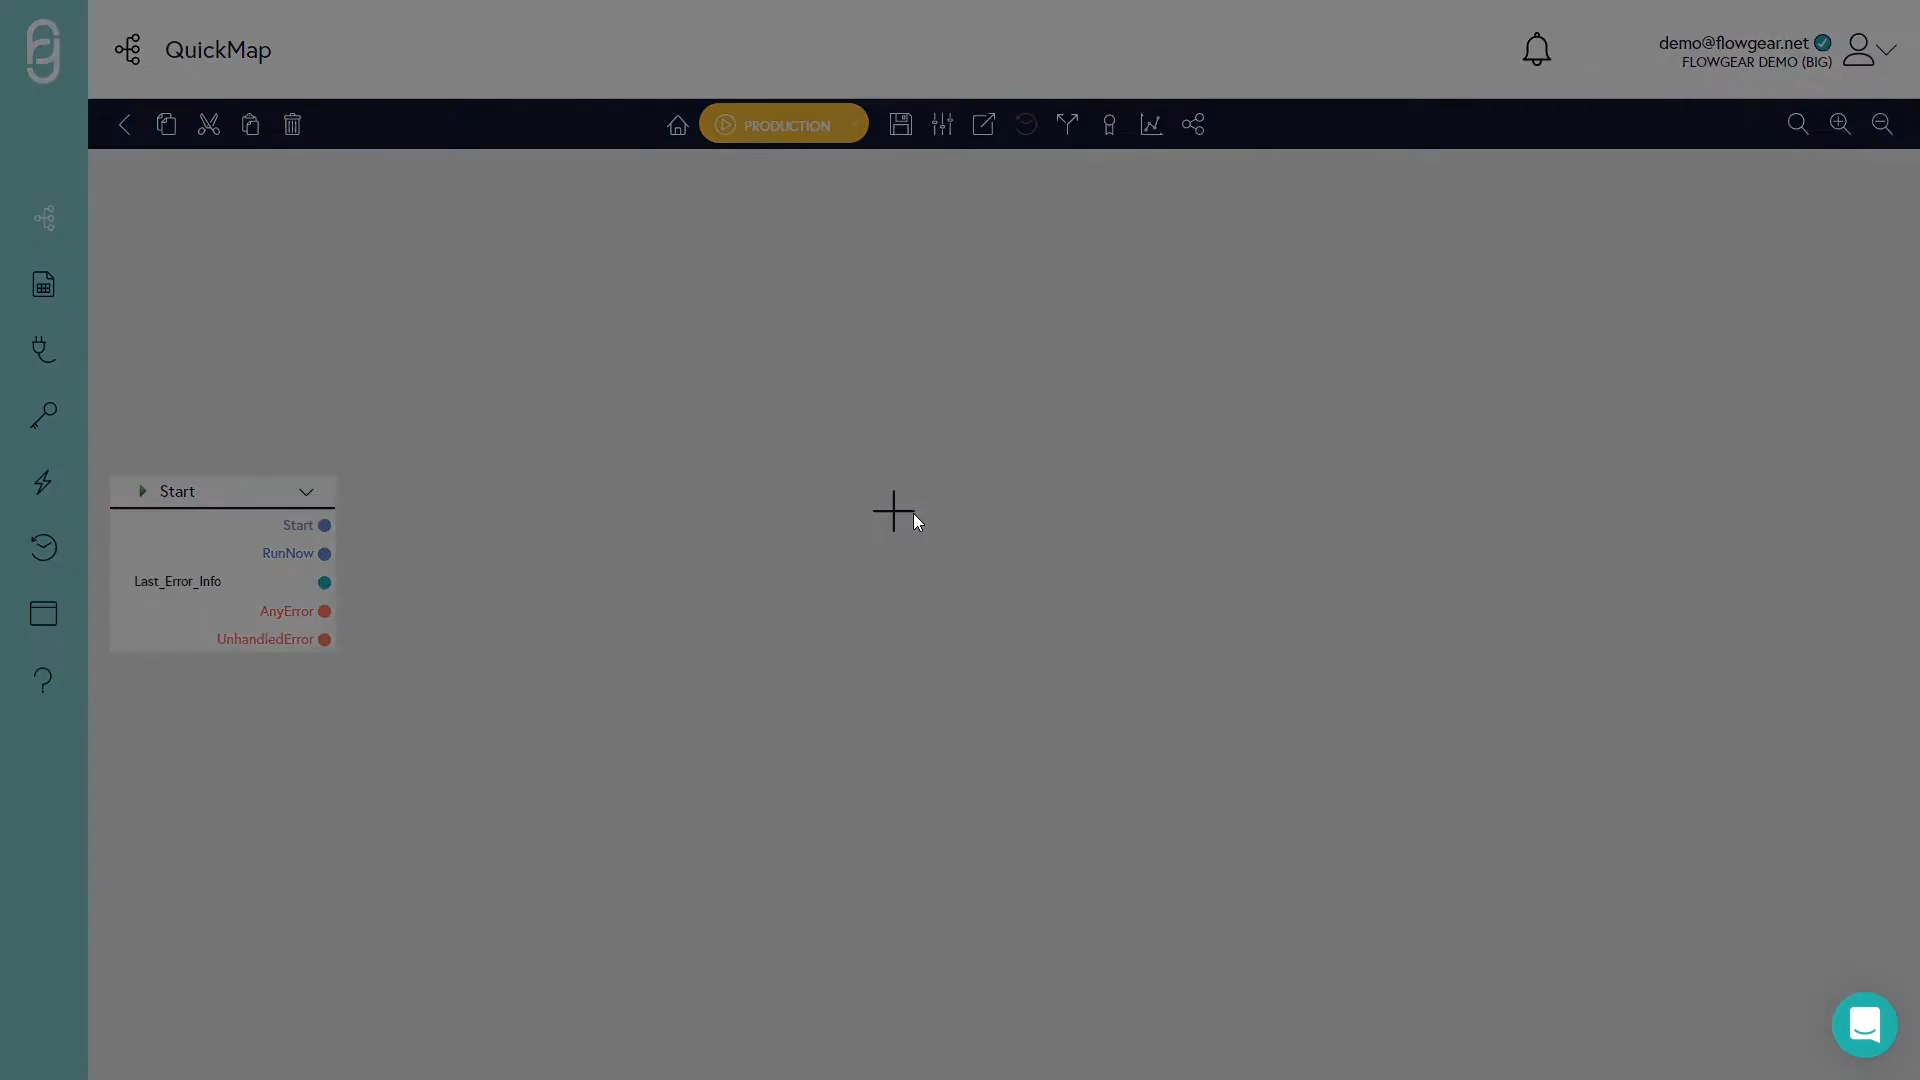 QuickMap
demo@flowgear.net
FLOWGEAR DEMO (BIG)
PRODUCTION
Start
Start
RunNow
Last_Error_Info
AnyError
UnhandledError